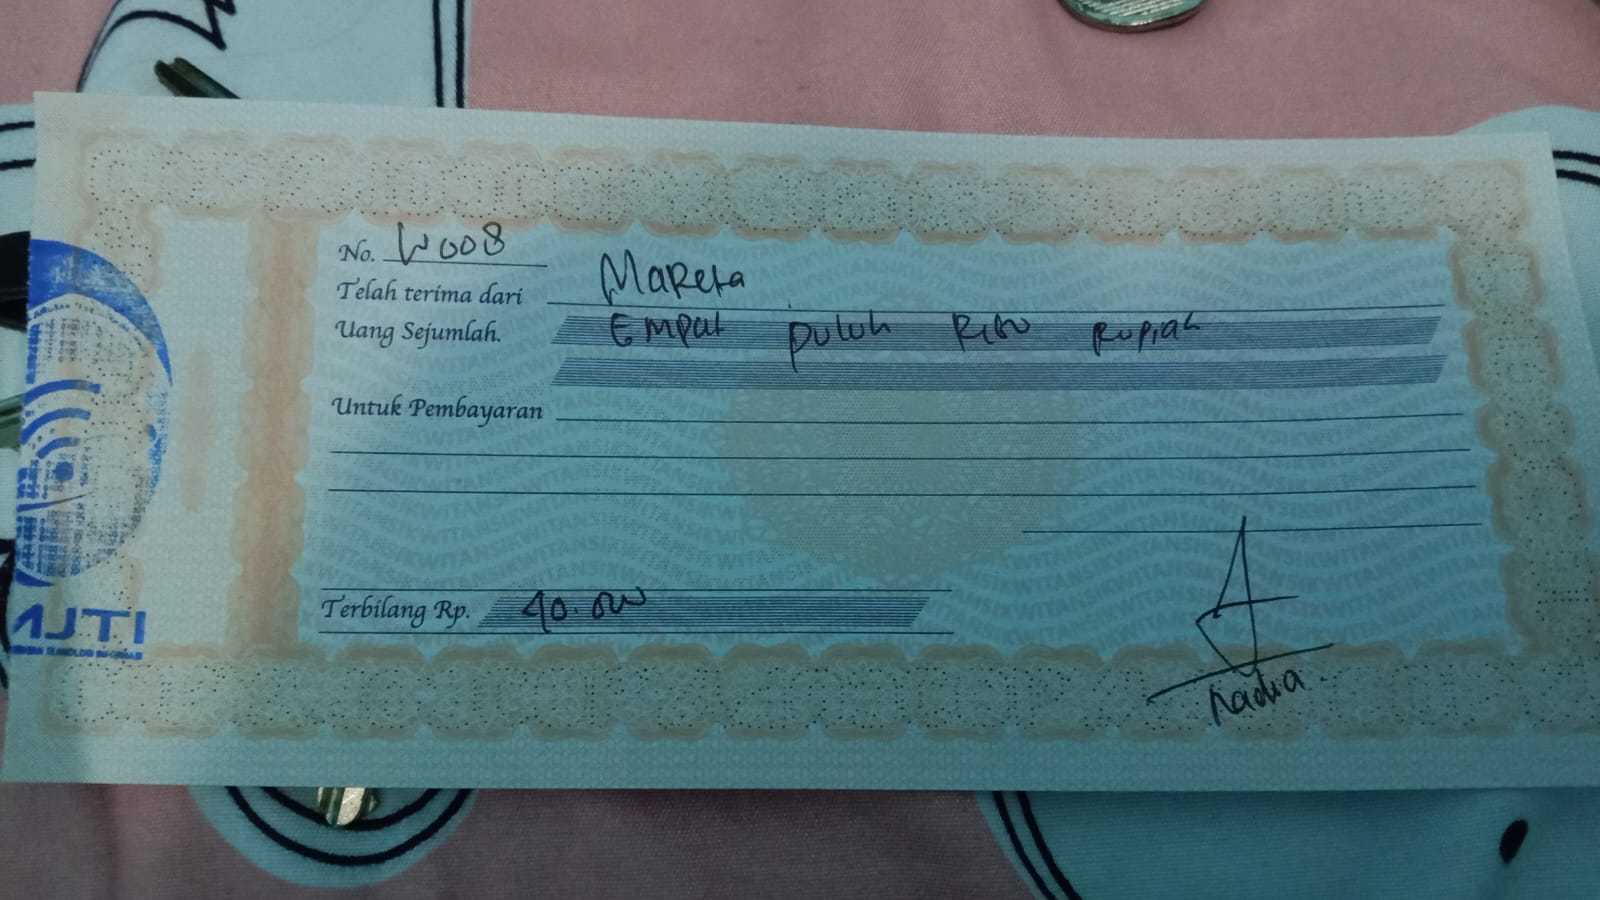 No. W008
Telah terima dari Mareta
Uang Sejumlah. Empat puluh Ribu Rupiah
Untuk Pembayaran
Terbilang Rp. 40.000
Nadia